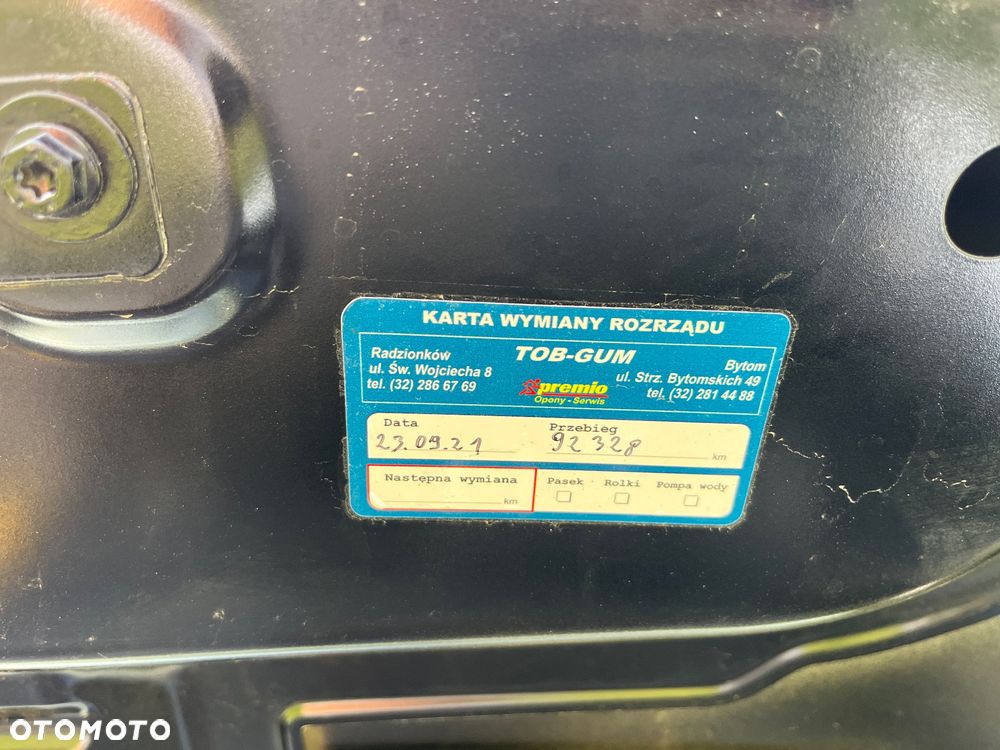 KARTA WYMIANY ROZRZĄDU
Radzionków
ul. Św. Wojciecha 8
tel. (32) 286 67 69
TOB-GUM
premio
Opony - Serwis
Bytom
ul. Strz. Bytomskich 49
tel. (32) 281 44 88
Data
23.09.21
Przebieg
92 328 km
Następna wymiana
km
Pasek Rolki Pompa wody
OTOMOTO